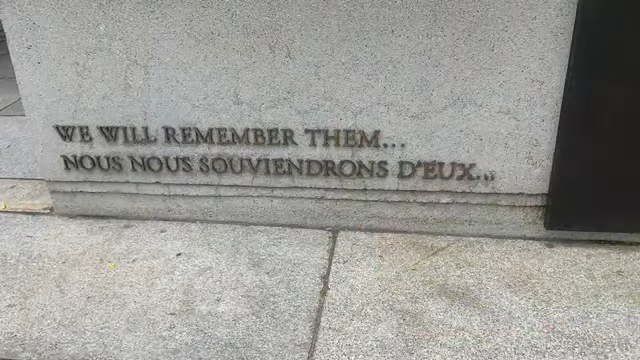 WE WILL REMEMBER THEM...
NOUS NOUS SOUVIENDRONS D'EUX...